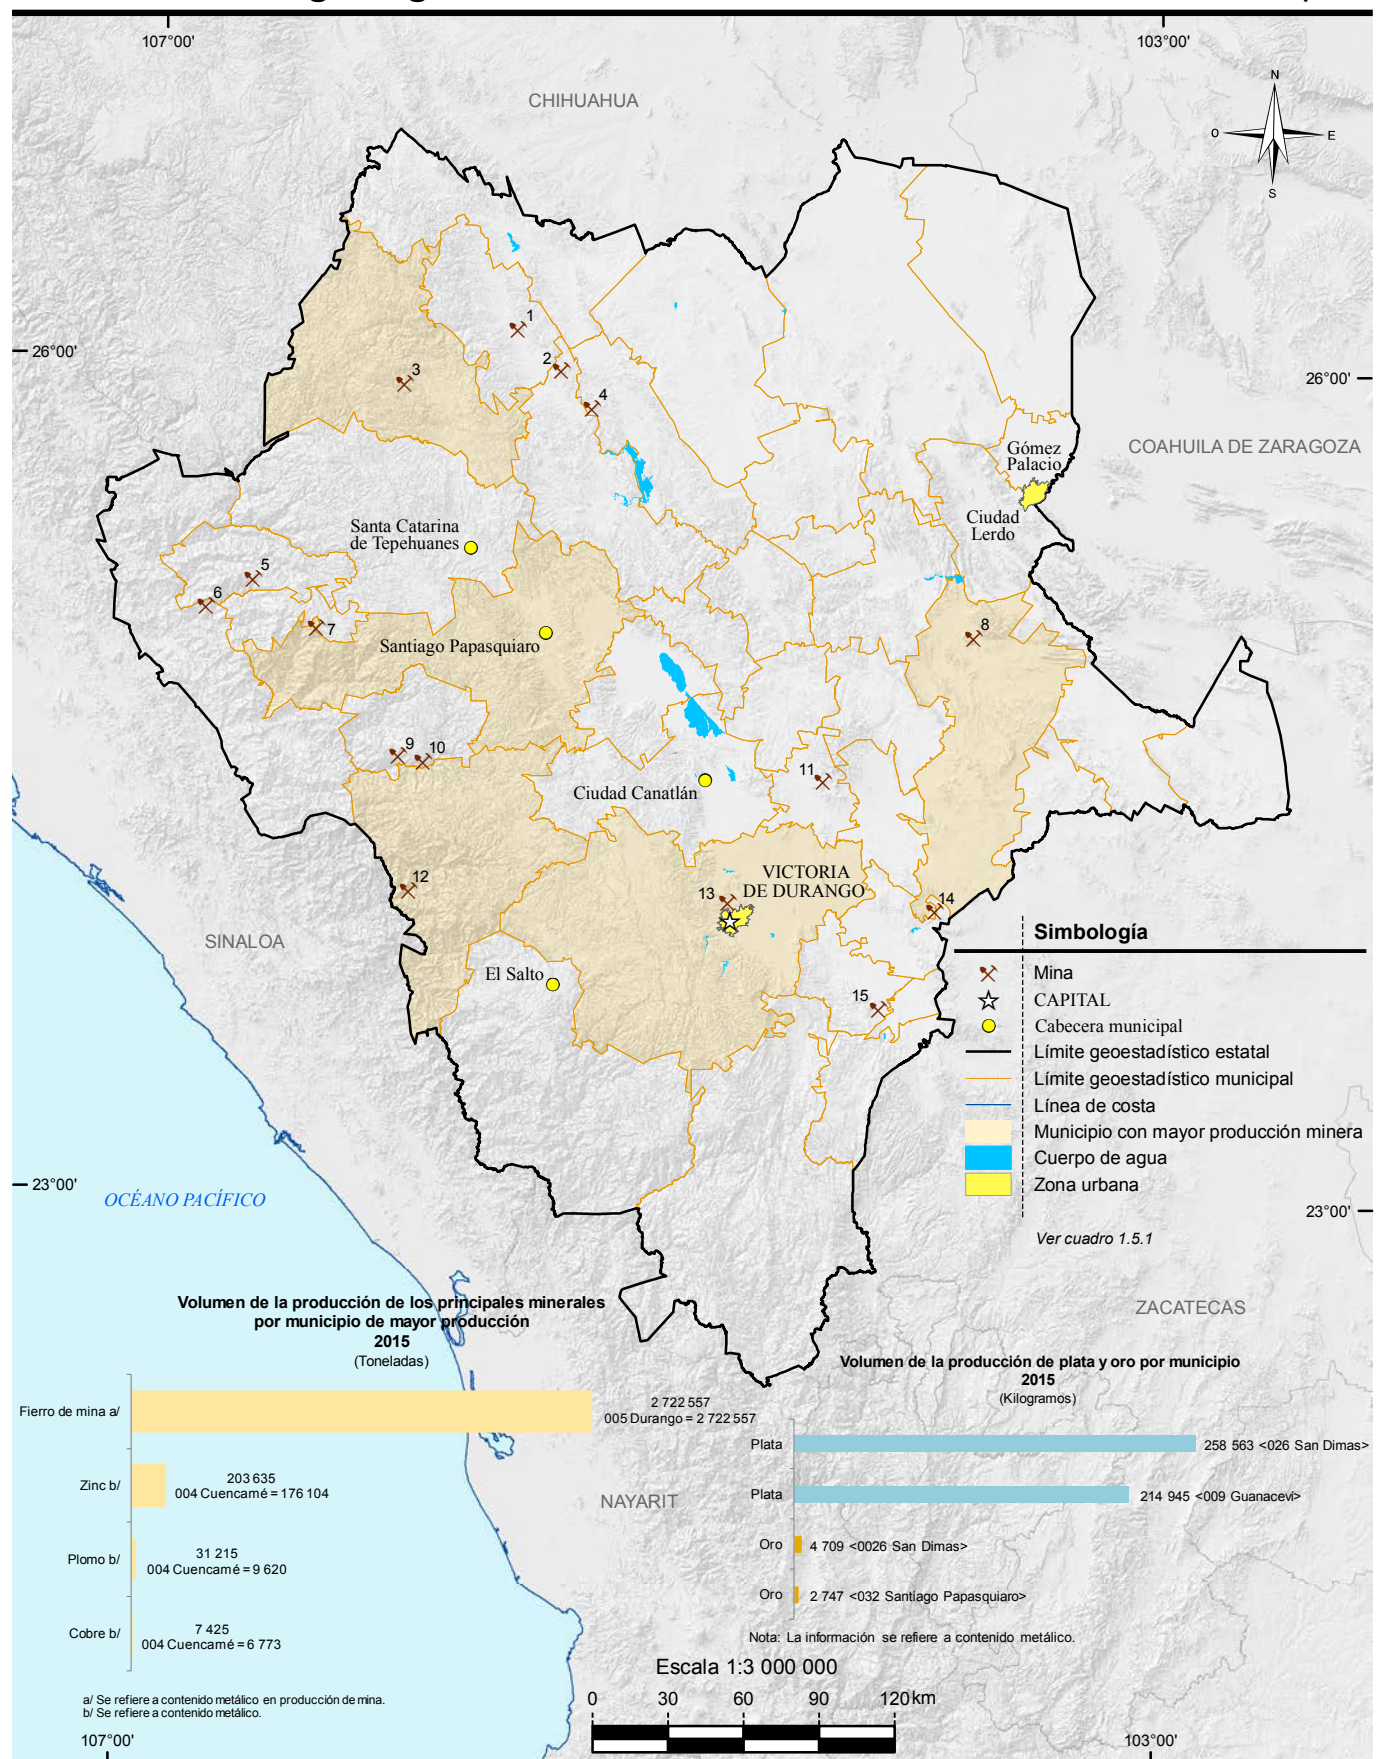 107°00'
103°00'
CHIHUAHUA
N
O
E
S
1
26°00'
2
3
26°00'
4
COAHUILA DE ZARAGOZA
Gómez
Palacio
Ciudad
Lerdo
Santa Catarina
de Tepehuanes
5
6
7
8
Santiago Papasquiaro
9
10
11
Ciudad Canatlán
12
VICTORIA
DE DURANGO
13
14
SINALOA
El Salto
15
Simbología
Mina
CAPITAL
Cabecera municipal
Límite geoestadístico estatal
Límite geoestadístico municipal
Línea de costa
Municipio con mayor producción minera
Cuerpo de agua
Zona urbana
Ver cuadro 1.5.1
23°00'
23°00'
OCÉANO PACÍFICO
ZACATECAS
NAYARIT
Volumen de la producción de los principales minerales
por municipio de mayor producción
2015
(Toneladas)
Fierro de mina a/
2 722 557
005 Durango = 2 722 557
Zinc b/
203 635
004 Cuencamé = 176 104
Plomo b/
31 215
004 Cuencamé = 9 620
Cobre b/
7 425
004 Cuencamé = 6 773
a/ Se refiere a contenido metálico en producción de mina.
b/ Se refiere a contenido metálico.
Volumen de la producción de plata y oro por municipio
2015
(Kilogramos)
Plata
258 563 <026 San Dimas>
Plata
214 945 <009 Guanaceví>
Oro
4 709 <0026 San Dimas>
Oro
2 747 <032 Santiago Papasquiaro>
Nota: La información se refiere a contenido metálico.
Escala 1:3 000 000
0 30 60 90 120 km
107°00'
103°00'